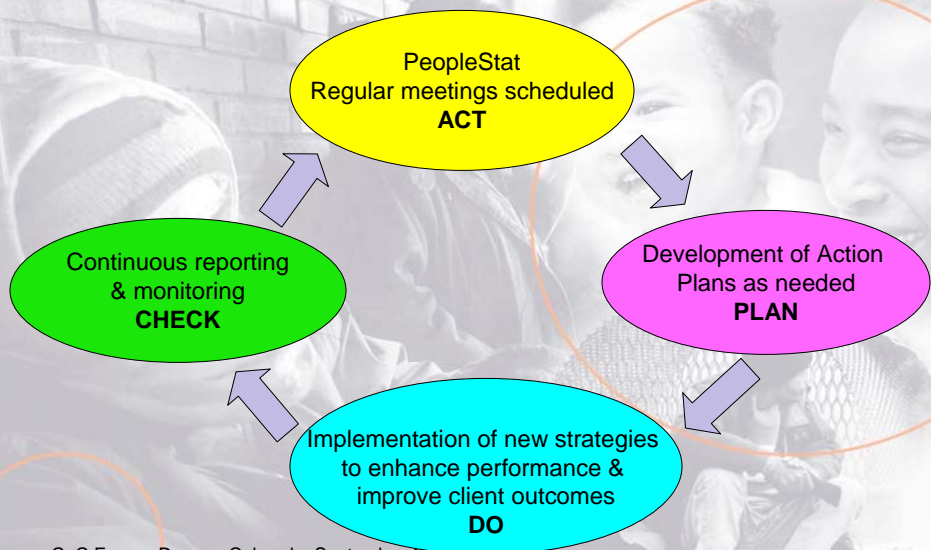 PeopleStat
Regular meetings scheduled
ACT
Development of Action
Plans as needed
PLAN
Implementation of new strategies
to enhance performance &
improve client outcomes
DO
Continuous reporting
& monitoring
CHECK